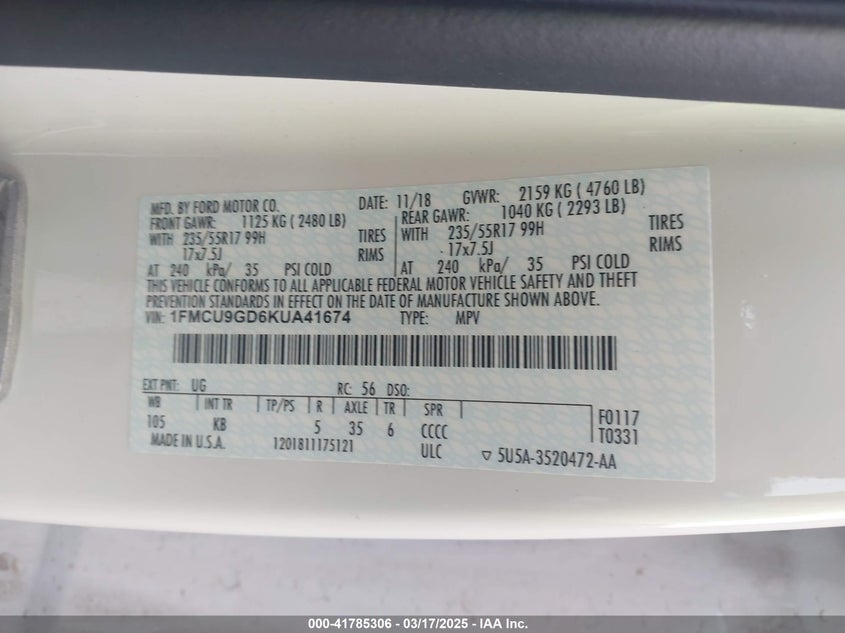 MFD. BY FORD MOTOR CO. DATE: 11/18 GVWR: 2159 KG ( 4760 LB)
FRONT GAWR: 1125 KG ( 2480 LB) REAR GAWR: 1040 KG ( 2293 LB)
WITH 235/55R17 99H TIRES WITH 235/55R17 99H TIRES
17x7.5J RIMS 17x7.5J RIMS
AT 240 kPa/ 35 PSI COLD AT 240 kPa/ 35 PSI COLD
THIS VEHICLE CONFORMS TO ALL APPLICABLE FEDERAL MOTOR VEHICLE SAFETY AND THEFT
PREVENTION STANDARDS IN EFFECT ON THE DATE OF MANUFACTURE SHOWN ABOVE.
VIN: 1FMCU9GD6KUA41674 TYPE: MPV
EXT PNT: UG RC: 56 DSO:
WB INT TR TP/PS R AXLE TR SPR F0117
105 KB 5 35 6 CCCC T0331
MADE IN U.S.A. 1201811175121 ULC ▽ 5U5A-3520472-AA
000-41785306 - 03/17/2025 - IAA Inc.